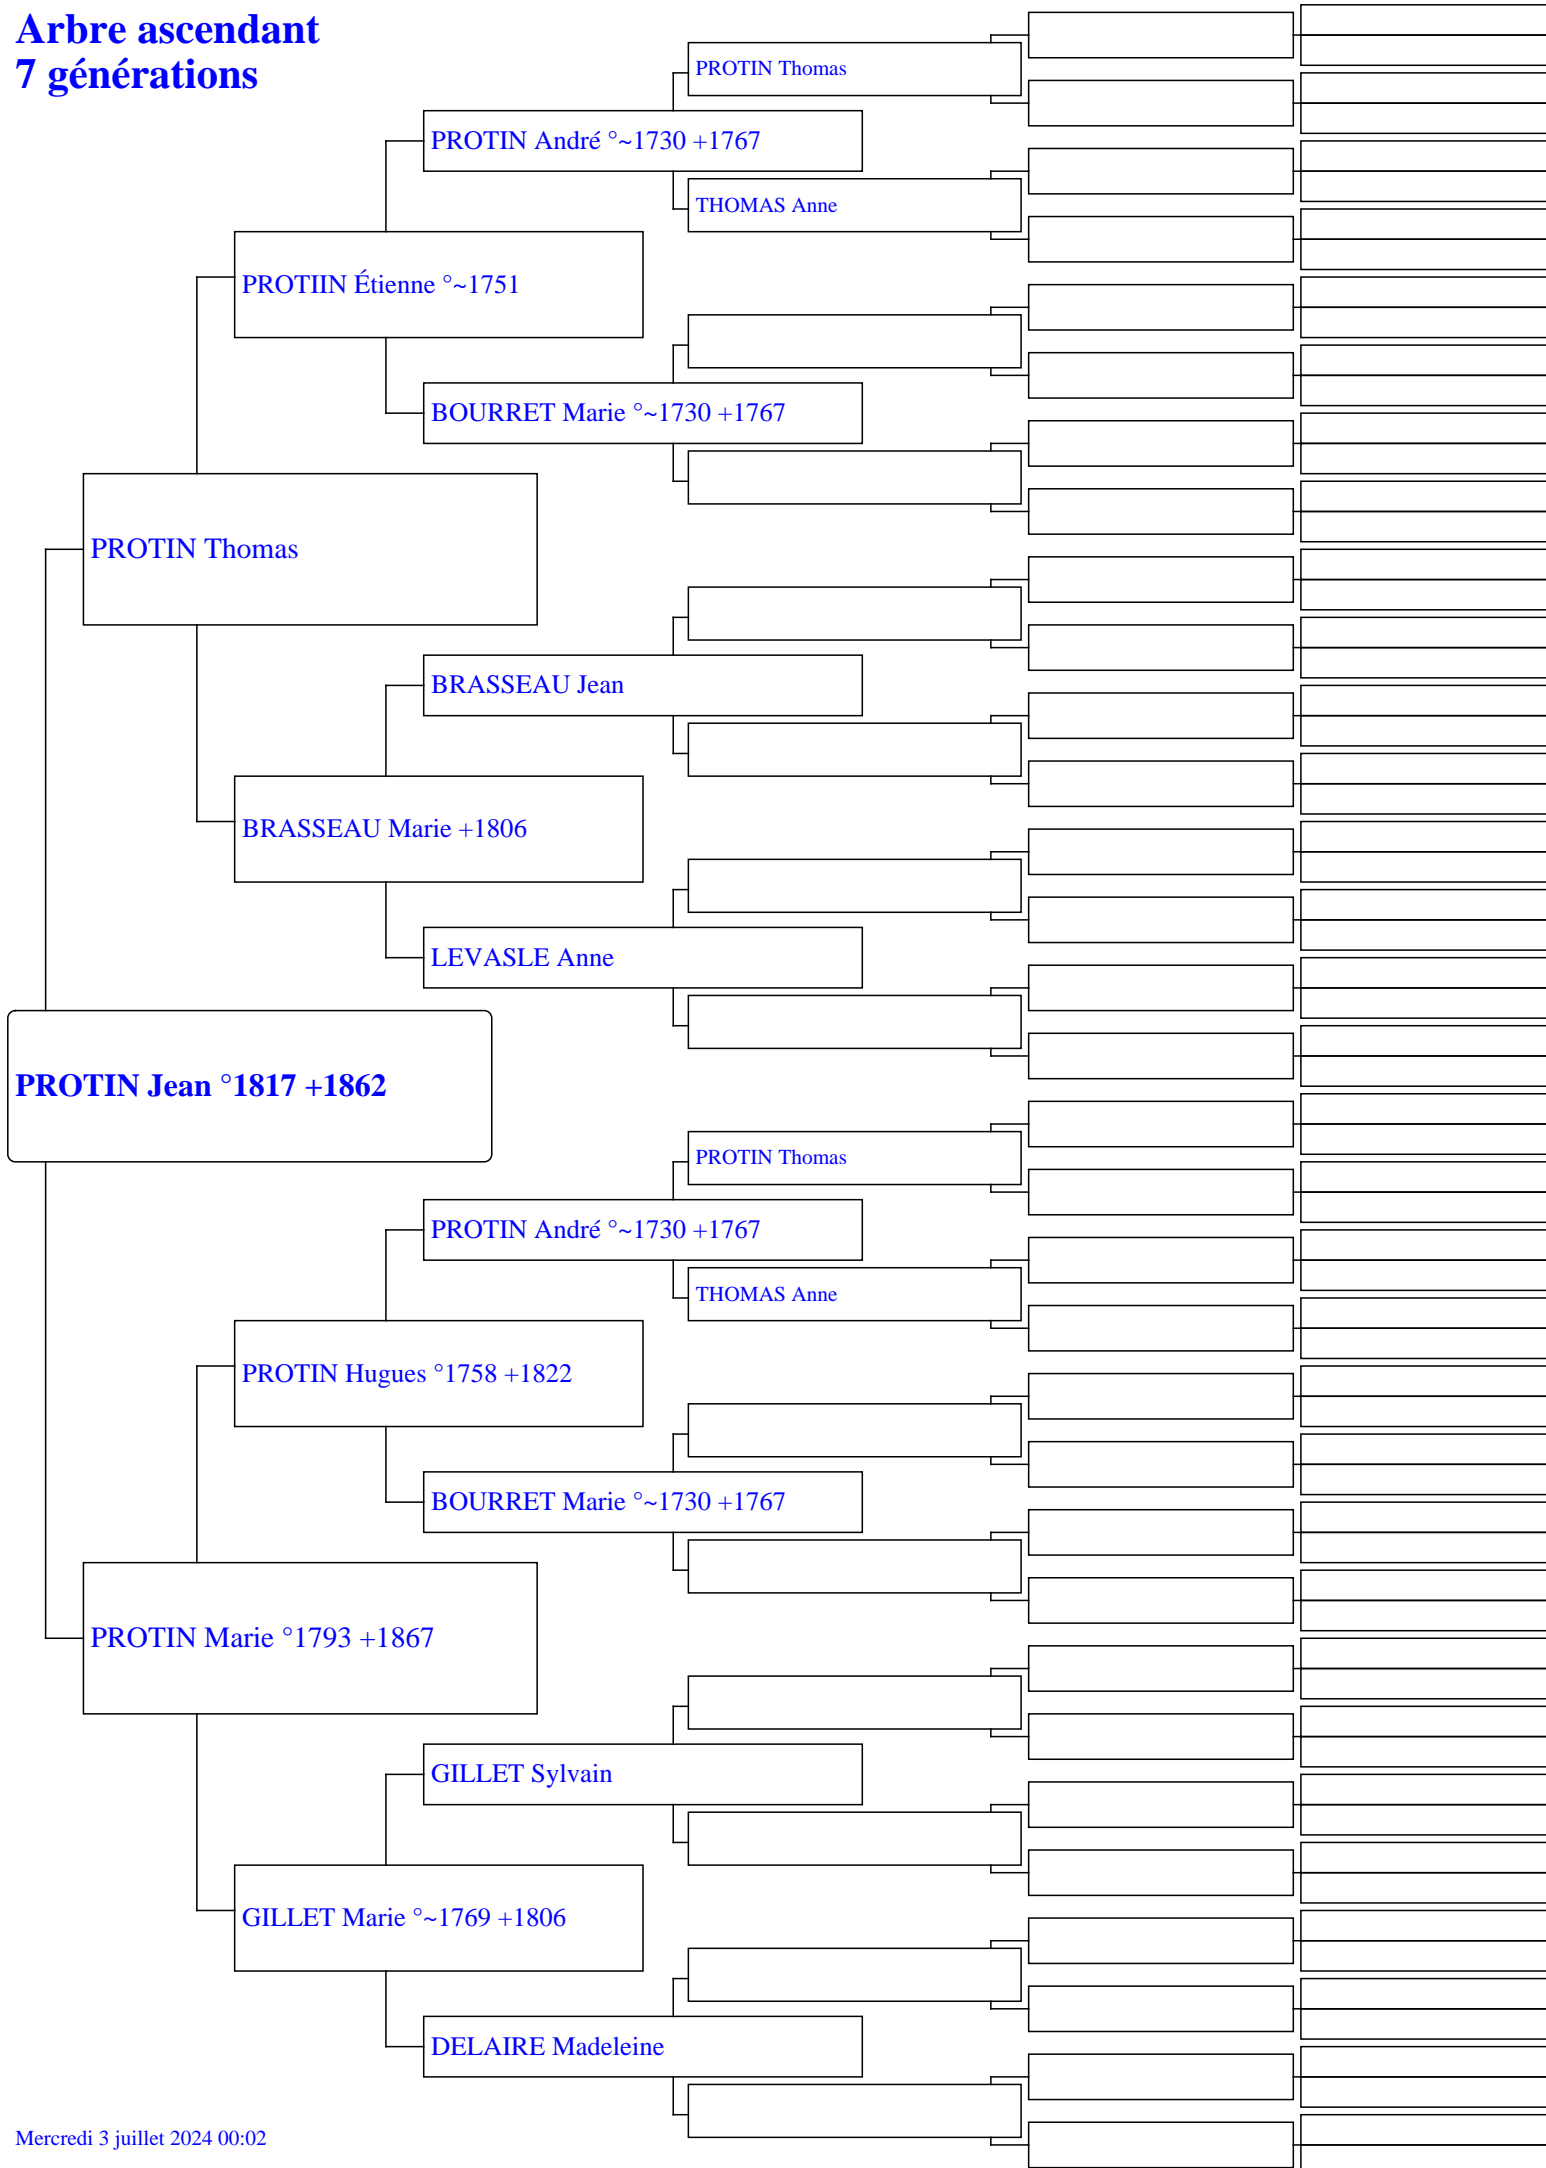 Arbre ascendant
7 générations
PROTIN Thomas
PROTIN André °~1730 +1767
THOMAS Anne
PROTIIN Étienne °~1751
BOURRET Marie °~1730 +1767
PROTIN Thomas
BRASSEAU Jean
BRASSEAU Marie +1806
LEVASLE Anne
PROTIN Jean °1817 +1862
PROTIN Thomas
PROTIN André °~1730 +1767
THOMAS Anne
PROTIN Hugues °1758 +1822
BOURRET Marie °~1730 +1767
PROTIN Marie °1793 +1867
GILLET Sylvain
GILLET Marie °~1769 +1806
DELAIRE Madeleine
Mercredi 3 juillet 2024 00:02